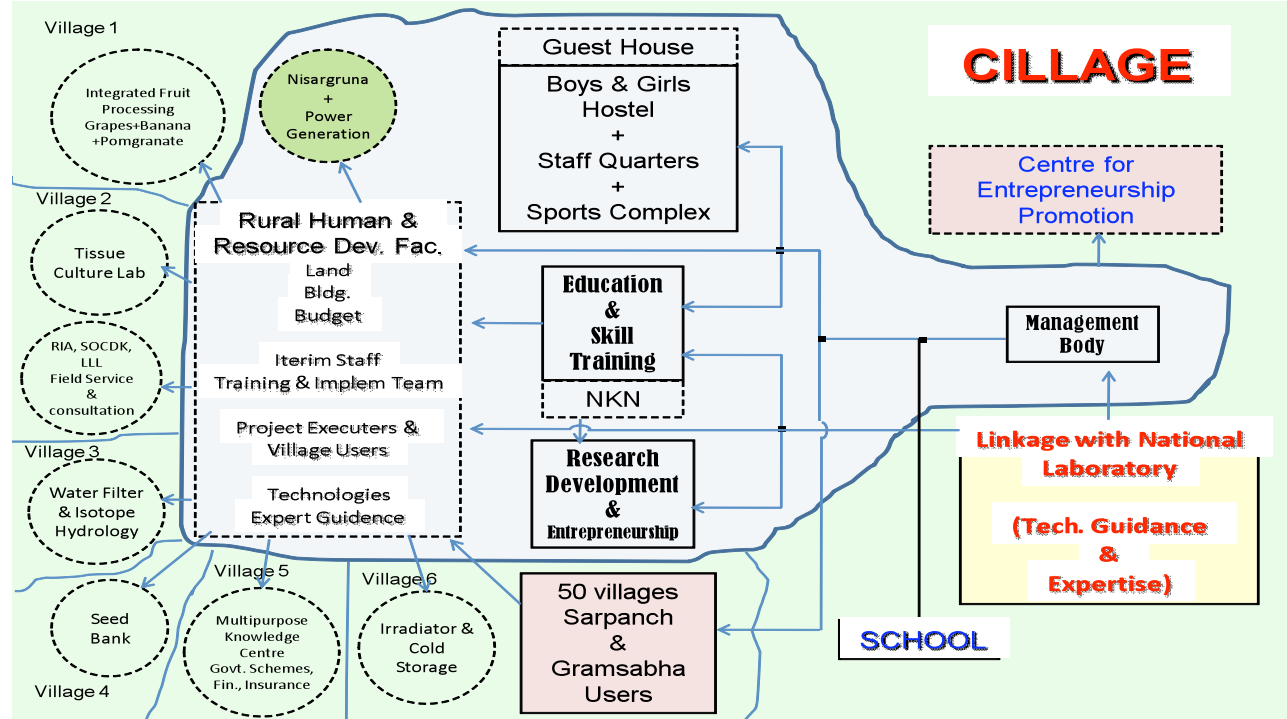 Village 1
Integrated Fruit
Processing
Grapes+Banana
+Pomgranate
Nisargruna
+
Power
Generation
Guest House
Boys & Girls
Hostel
+
Staff Quarters
+
Sports Complex
CILLAGE
Centre for
Entrepreneurship
Promotion
Village 2
Tissue
Culture Lab
RIA, SOCDK,
LLL
Field Service
&
consultation
Village 3
Water Filter
& Isotope
Hydrology
Seed
Bank
Village 4
Rural Human &
Resource Dev. Fac.
Land
Bldg.
Budget
Iterim Staff
Training & Implem Team
Project Executers &
Village Users
Technologies
Expert Guidence
Education
&
Skill
Training
NKN
Research
Development
&
Entrepreneurship
Management
Body
Linkage with National
Laboratory
(Tech. Guidance
&
Expertise)
Village 5
Multipurpose
Knowledge
Centre
Govt. Schemes,
Fin., Insurance
Village 6
Irradiator &
Cold
Storage
50 villages
Sarpanch
&
Gramsabha
Users
SCHOOL